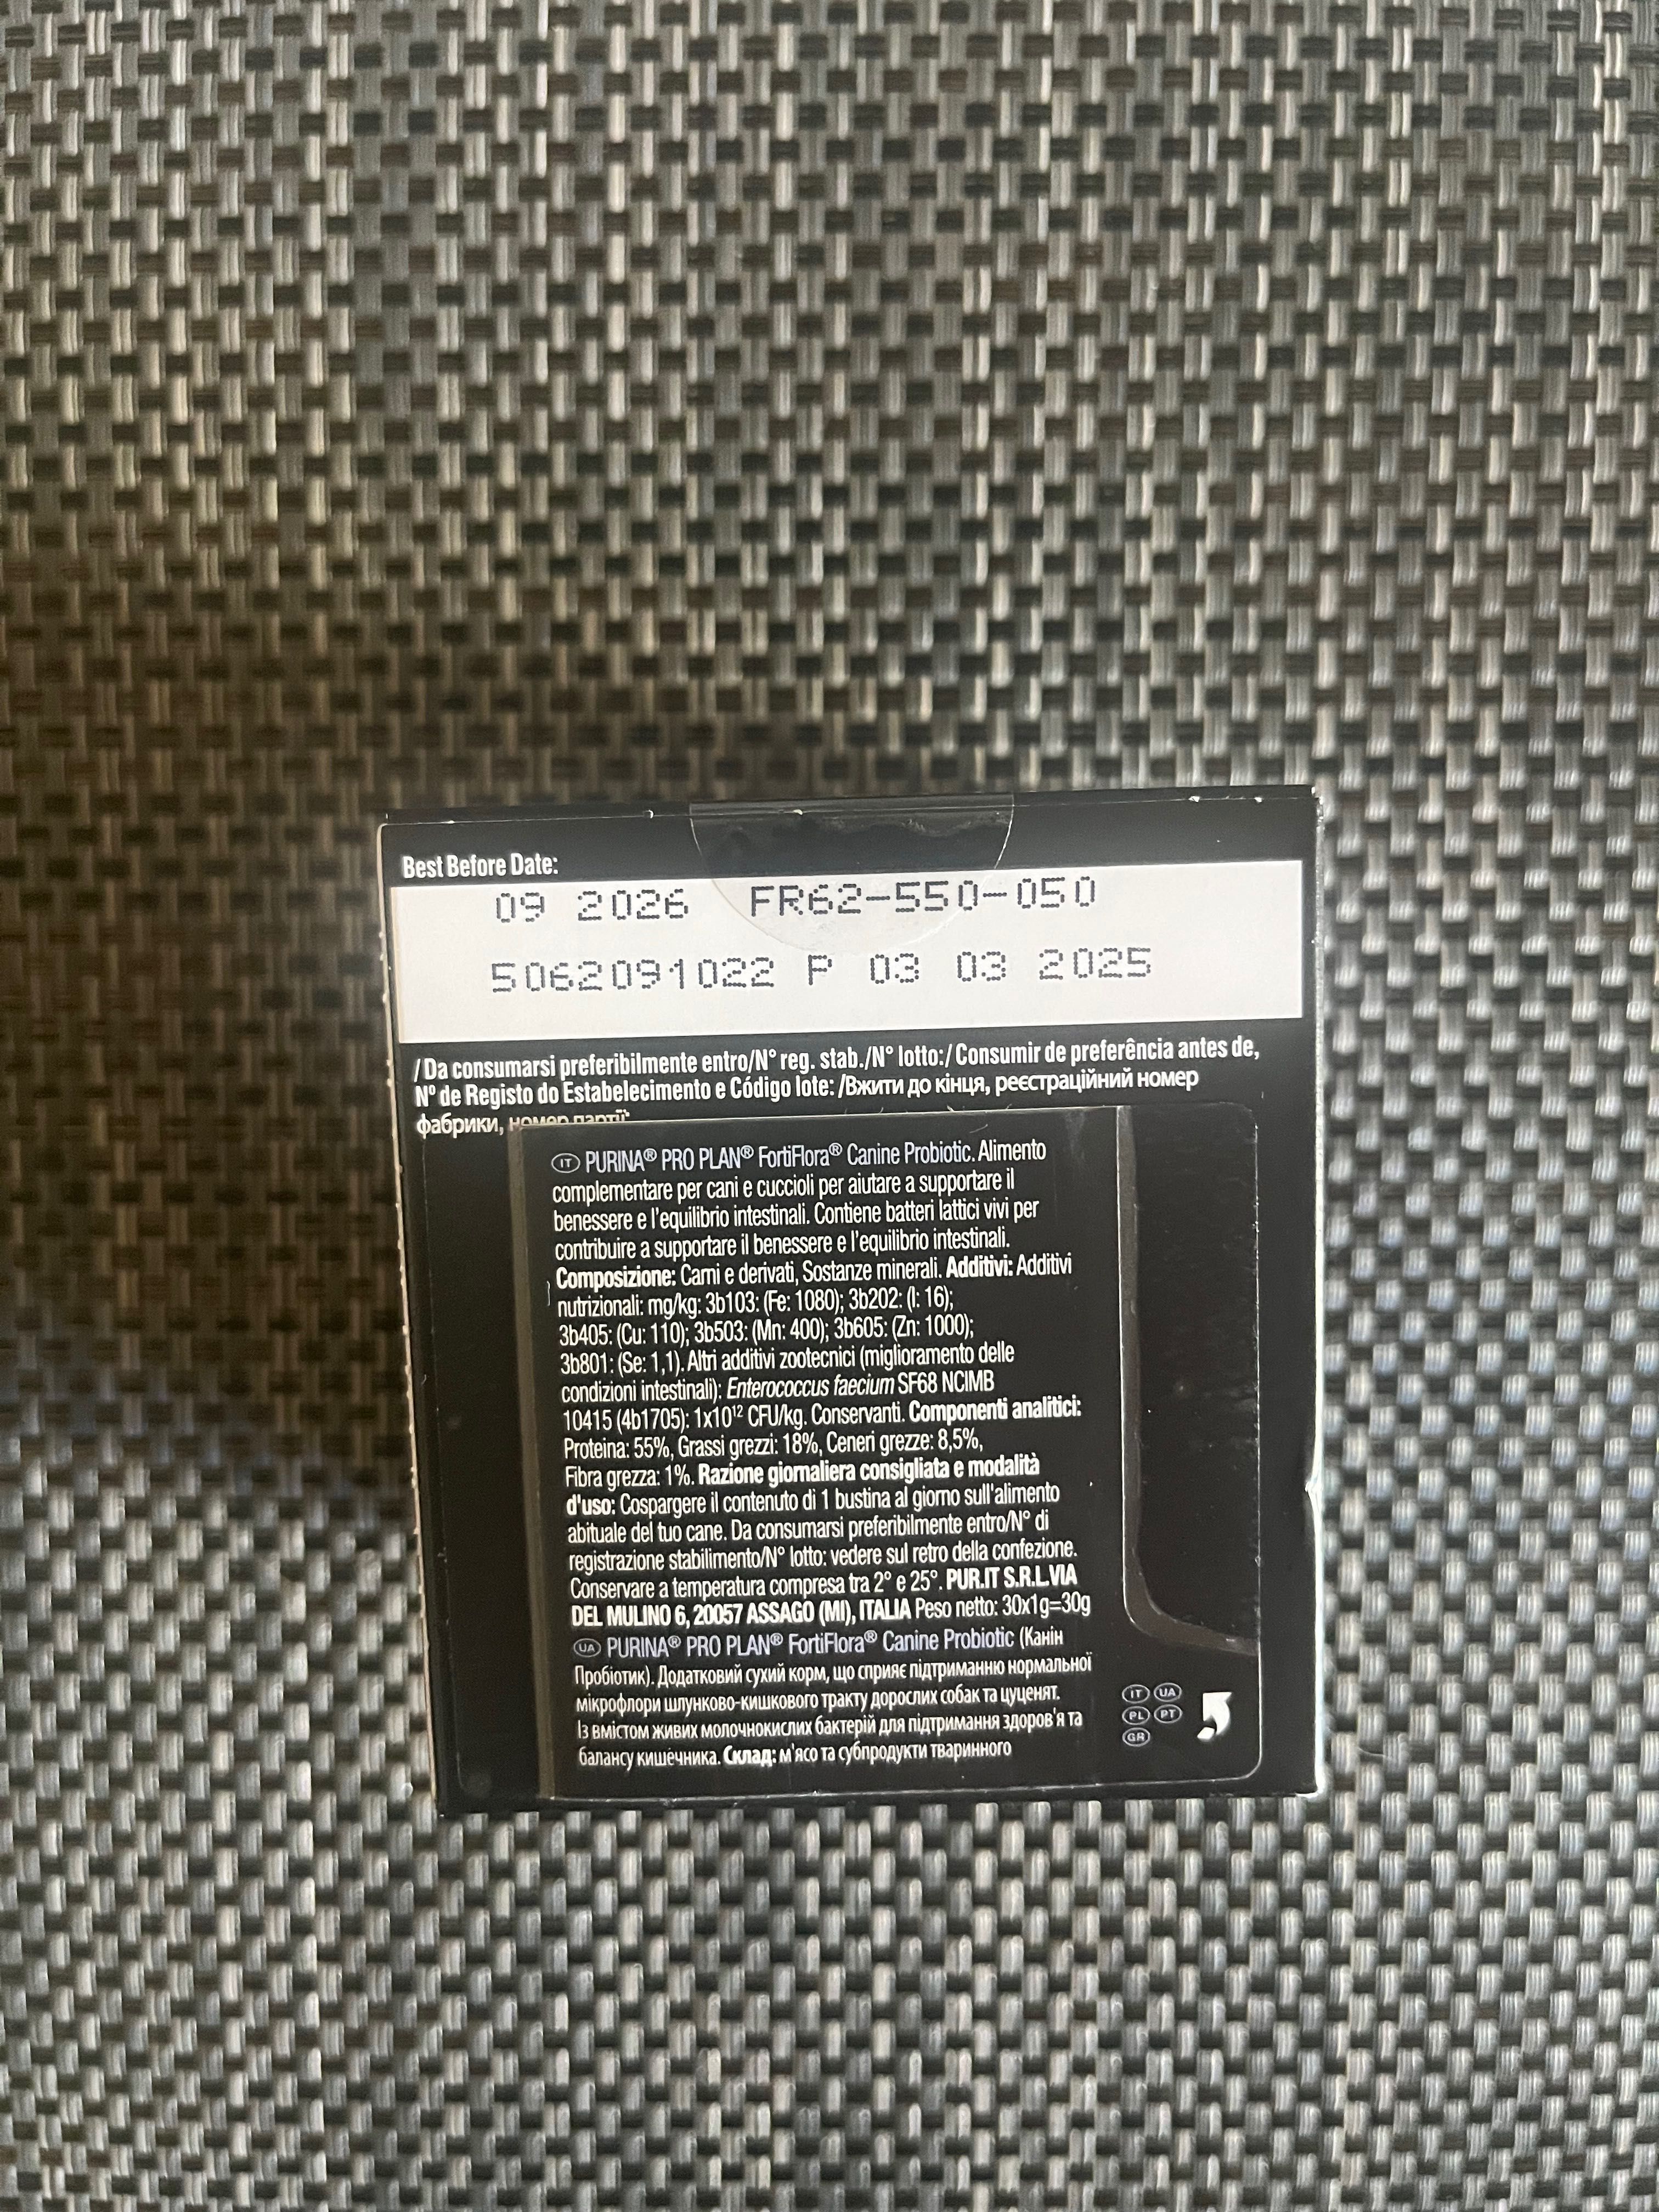 Best Before Date:
09 2026 FR62-550-050
5062091022 P 03 03 2025
/Da consumarsi preferibilmente entro/N° reg. stab./N° lotto:/ Consumir de preferência antes de,
N° de Registo do Estabelecimento e Código lote: /Вжити до кінця, реєстраційний номер
фабрики, номер партії:
IT PURINA® PRO PLAN® FortiFlora® Canine Probiotic. Alimento
complementare per cani e cuccioli per aiutare a supportare il
benessere e l'equilibrio intestinali. Contiene batteri lattici vivi per
contribuire a supportare il benessere e l'equilibrio intestinali.
Composizione: Carni e derivati, Sostanze minerali. Additivi: Additivi
nutrizionali: mg/kg: 3b103: (Fe: 1080); 3b202: (I: 16);
3b405: (Cu: 110); 3b503: (Mn: 400); 3b605: (Zn: 1000);
3b801: (Se: 1,1). Altri additivi zootecnici (miglioramento delle
condizioni intestinali): Enterococcus faecium SF68 NCIMB
10415 (4b1705): 1x10¹² CFU/kg. Conservanti. Componenti analitici:
Proteina: 55%, Grassi grezzi: 18%, Ceneri grezze: 8,5%,
Fibra grezza: 1%. Razione giornaliera consigliata e modalità
d'uso: Cospargere il contenuto di 1 bustina al giorno sull'alimento
abituale del tuo cane. Da consumarsi preferibilmente entro/N° di
registrazione stabilimento/N° lotto: vedere sul retro della confezione.
Conservare a temperatura compresa tra 2° e 25°. PUR.IT S.R.L.VIA
DEL MULINO 6, 20057 ASSAGO (MI), ITALIA Peso netto: 30x1g=30g
UA PURINA® PRO PLAN® FortiFlora® Canine Probiotic (Канін
Пробіотик). Додатковий сухий корм, що сприяє підтриманню нормальної
мікрофлори шлунково-кишкового тракту дорослих собак та цуценят.
Із вмістом живих молочнокислих бактерій для підтримання здоров'я та
балансу кишечника. Склад: м'ясо та субпродукти тваринного
IT UA
PL PT
GR